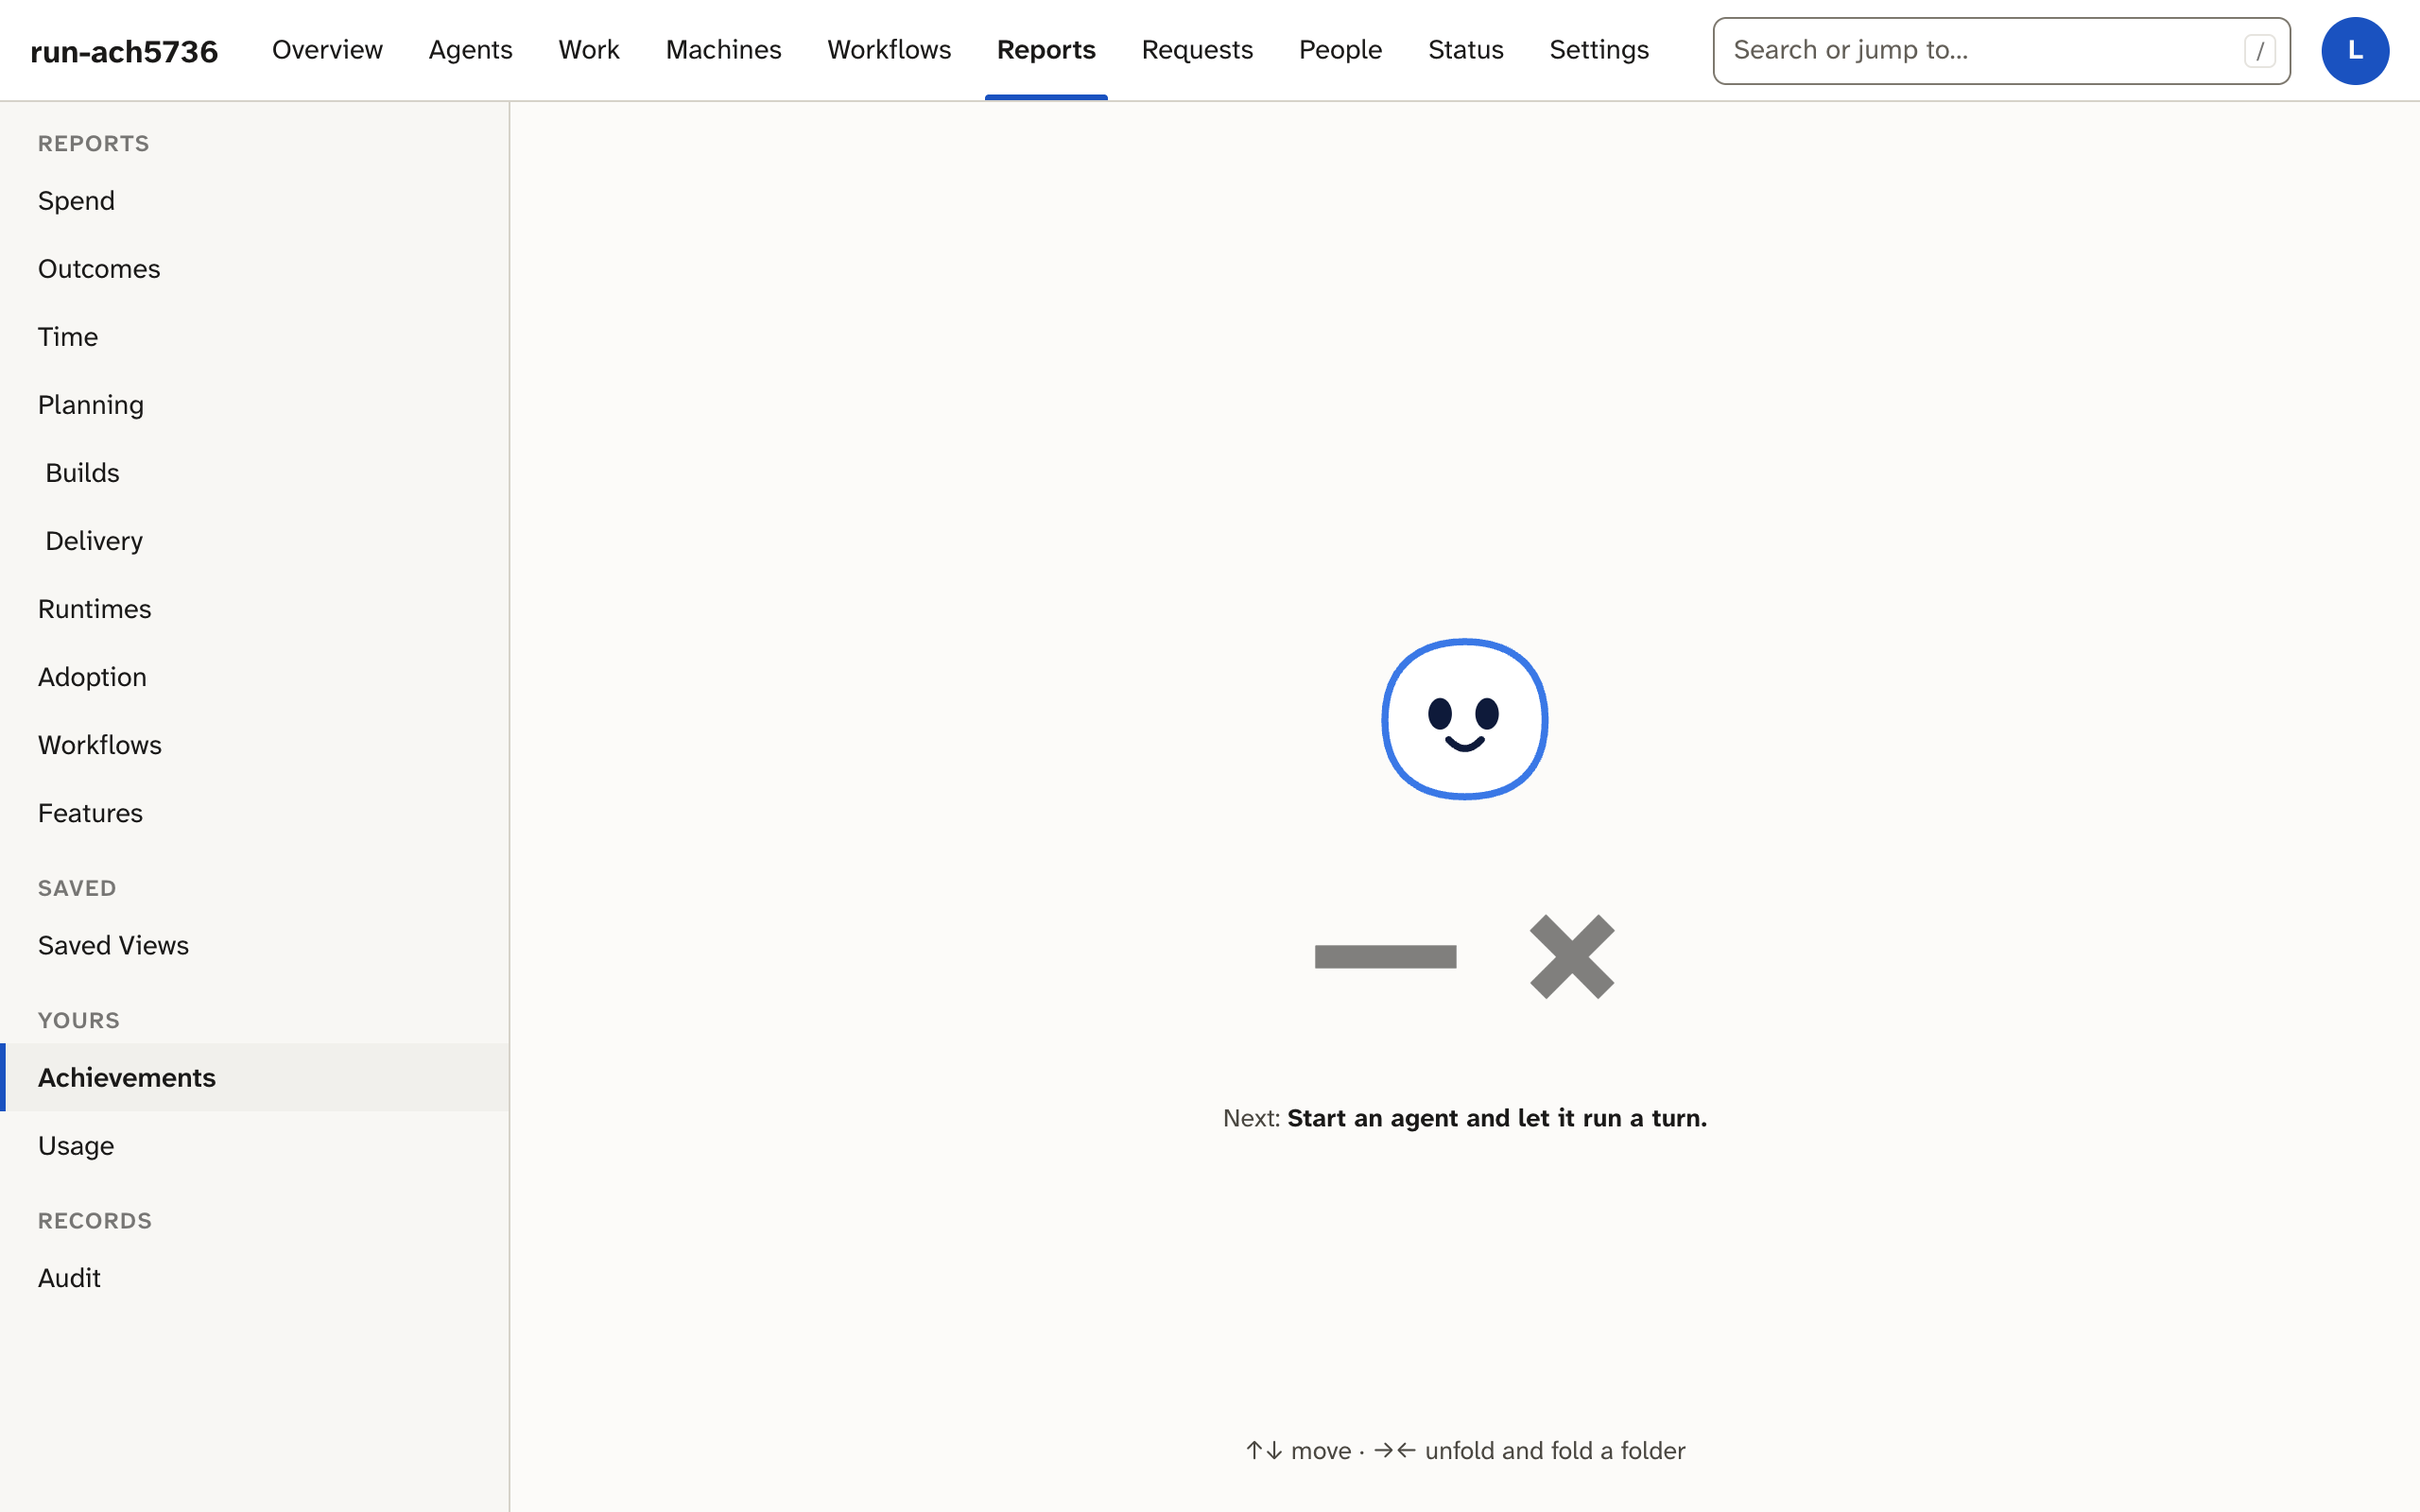 run-ach5736 Overview Agents Work Machines Workflows Reports Requests People Status Settings Search or jump to... / L
REPORTS
Spend
Outcomes
Time
Planning
Builds
Delivery
Runtimes
Adoption
Workflows
Features
SAVED
Saved Views
YOURS
Achievements
Usage
RECORDS
Audit
Next: Start an agent and let it run a turn.
↑↓ move · →← unfold and fold a folder